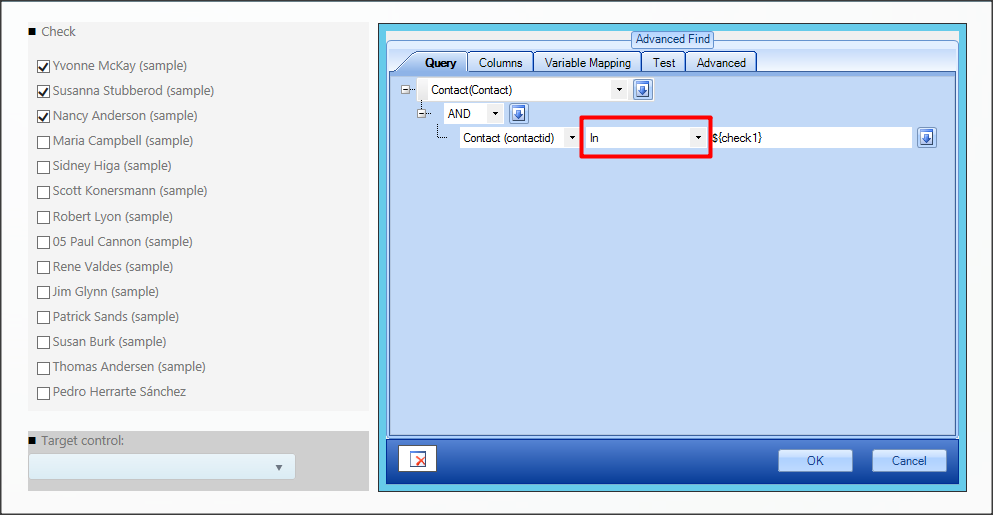 Check
Yvonne McKay (sample)
Susanna Stubberod (sample)
Nancy Anderson (sample)
Maria Campbell (sample)
Sidney Higa (sample)
Scott Konersmann (sample)
Robert Lyon (sample)
05 Paul Cannon (sample)
Rene Valdes (sample)
Jim Glynn (sample)
Patrick Sands (sample)
Susan Burk (sample)
Thomas Andersen (sample)
Pedro Herrarte Sánchez
Target control:
Advanced Find
Query Columns Variable Mapping Test Advanced
Contact(Contact)
AND
Contact (contactid) In ${check1}
OK Cancel